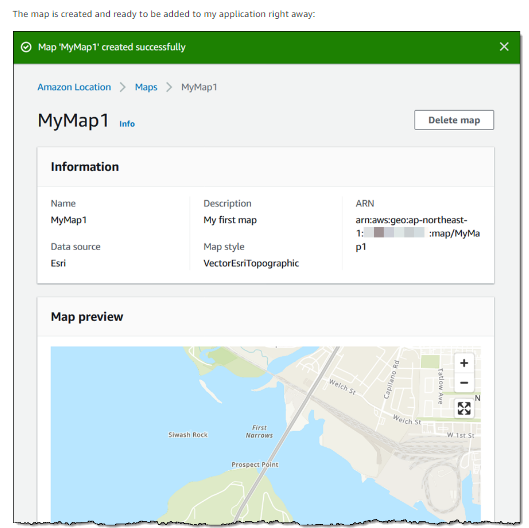 The map is created and ready to be added to my application right away:
Map 'MyMap1' created successfully
Amazon Location > Maps > MyMap1
MyMap1 Info
Delete map
Information
Name
MyMap1
Description
My first map
ARN
arn:aws:geo:ap-northeast-
1: :map/MyMa
p1
Data source
Esri
Map style
VectorEsriTopographic
Map preview
Welch St
Capilano Rd
Tatlow Ave
Welch St
W 1st St
N
Siwash Rock
First
Narrows
Prospect Point